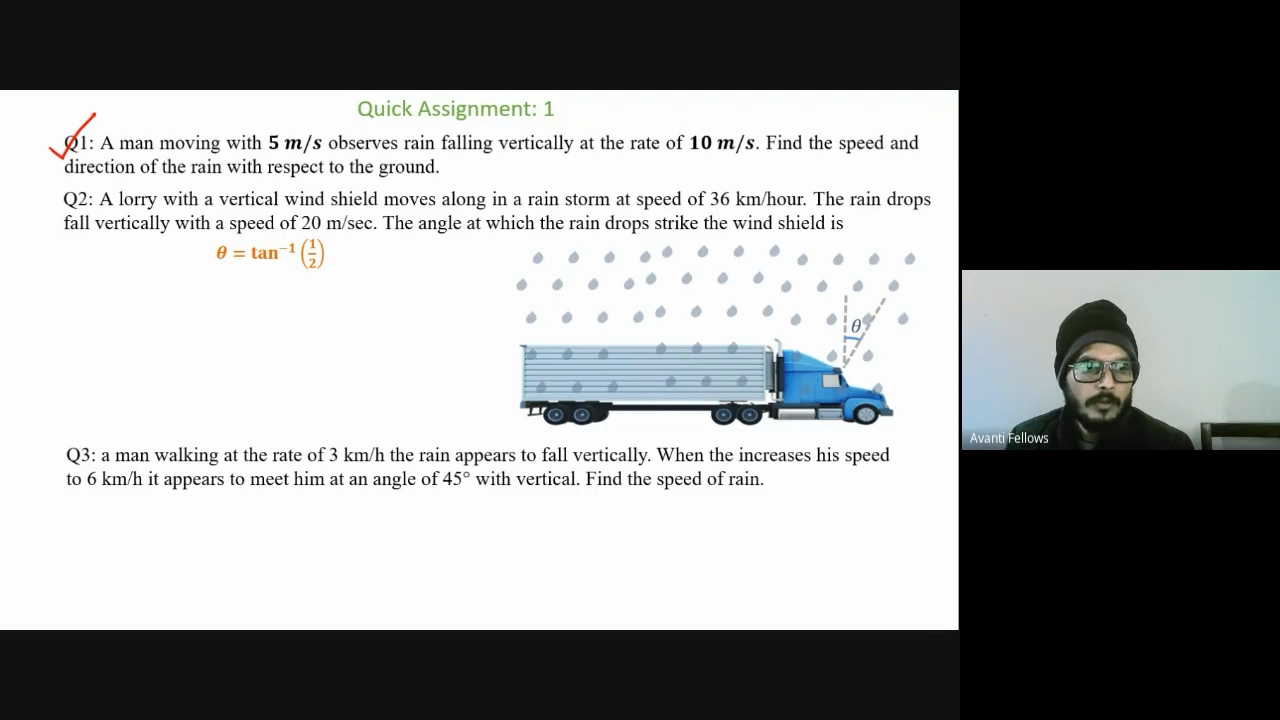 Quick Assignment: 1
Q1: A man moving with 5 m/s observes rain falling vertically at the rate of 10 m/s. Find the speed and
direction of the rain with respect to the ground.
Q2: A lorry with a vertical wind shield moves along in a rain storm at speed of 36 km/hour. The rain drops
fall vertically with a speed of 20 m/sec. The angle at which the rain drops strike the wind shield is
θ = tan⁻¹ (1/2)
θ
Q3: a man walking at the rate of 3 km/h the rain appears to fall vertically. When the increases his speed
to 6 km/h it appears to meet him at an angle of 45° with vertical. Find the speed of rain.
Avanti Fellows